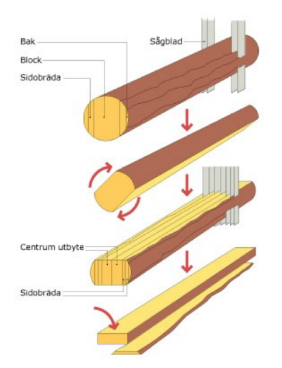 Bak
Sågblad
Block
Sidobräda
Centrum utbyte
Sidobräda